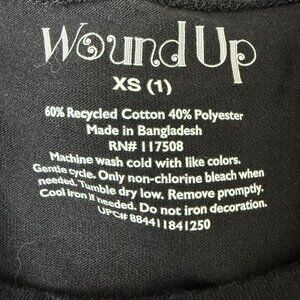 Wound Up
XS (1)
60% Recycled Cotton 40% Polyester
Made in Bangladesh
RN# 117508
Machine wash cold with like colors.
Gentle cycle. Only non-chlorine bleach when
needed. Tumble dry low. Remove promptly.
Cool iron if needed. Do not iron decoration.
UPC# 884411841250